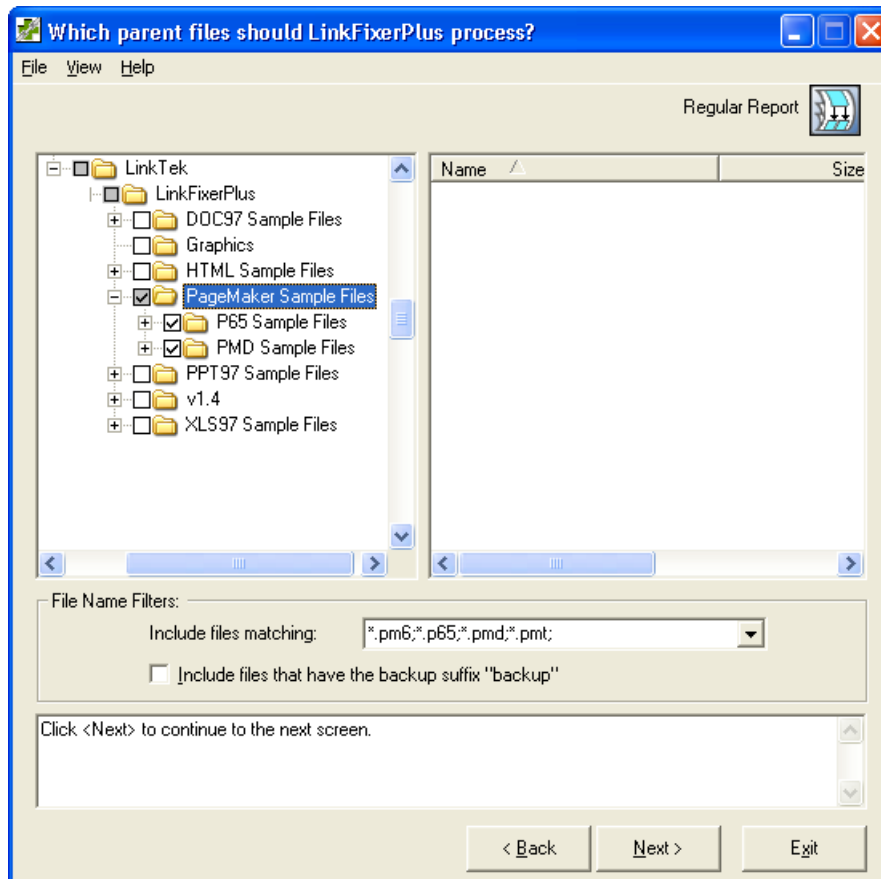 Which parent files should LinkFixerPlus process?
File View Help
Regular Report
LinkTek
LinkFixerPlus
DOC97 Sample Files
Graphics
HTML Sample Files
PageMaker Sample Files
P65 Sample Files
PMD Sample Files
PPT97 Sample Files
v1.4
XLS97 Sample Files
Name Size
File Name Filters:
Include files matching: *.pm6;*.p65;*.pmd;*.pmt;
Include files that have the backup suffix "backup"
Click <Next> to continue to the next screen.
< Back Next > Exit